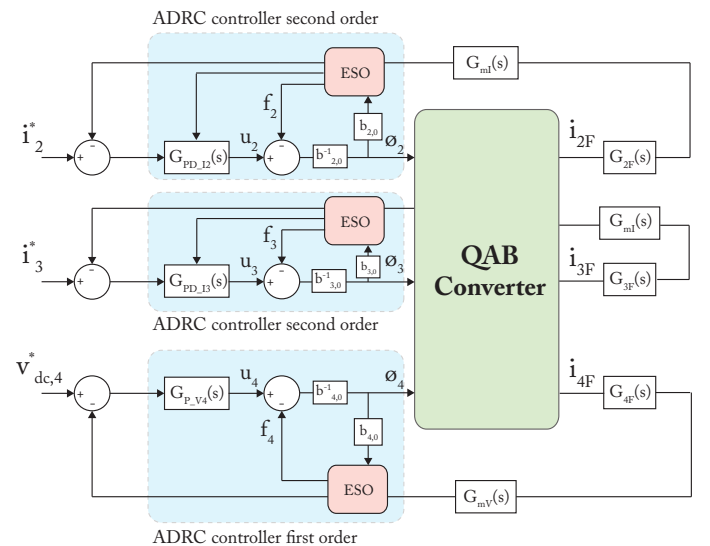 ADRC controller second order
ESO
G_mI(s)
f_2
b_2,0
i*_2
u_2
ø_2
i_2F
G_PD_I2(s)
b^-1_2,0
G_2F(s)
+
-
+
-
ESO
G_mI(s)
f_3
b_3,0
i*_3
u_3
ø_3
i_3F
G_PD_I3(s)
b^-1_3,0
G_3F(s)
+
-
+
-
QAB
Converter
ADRC controller second order
v*_dc,4
u_4
ø_4
i_4F
G_P_V4(s)
b^-1_4,0
G_4F(s)
+
-
+
-
f_4
b_4,0
ESO
G_mV(s)
ADRC controller first order